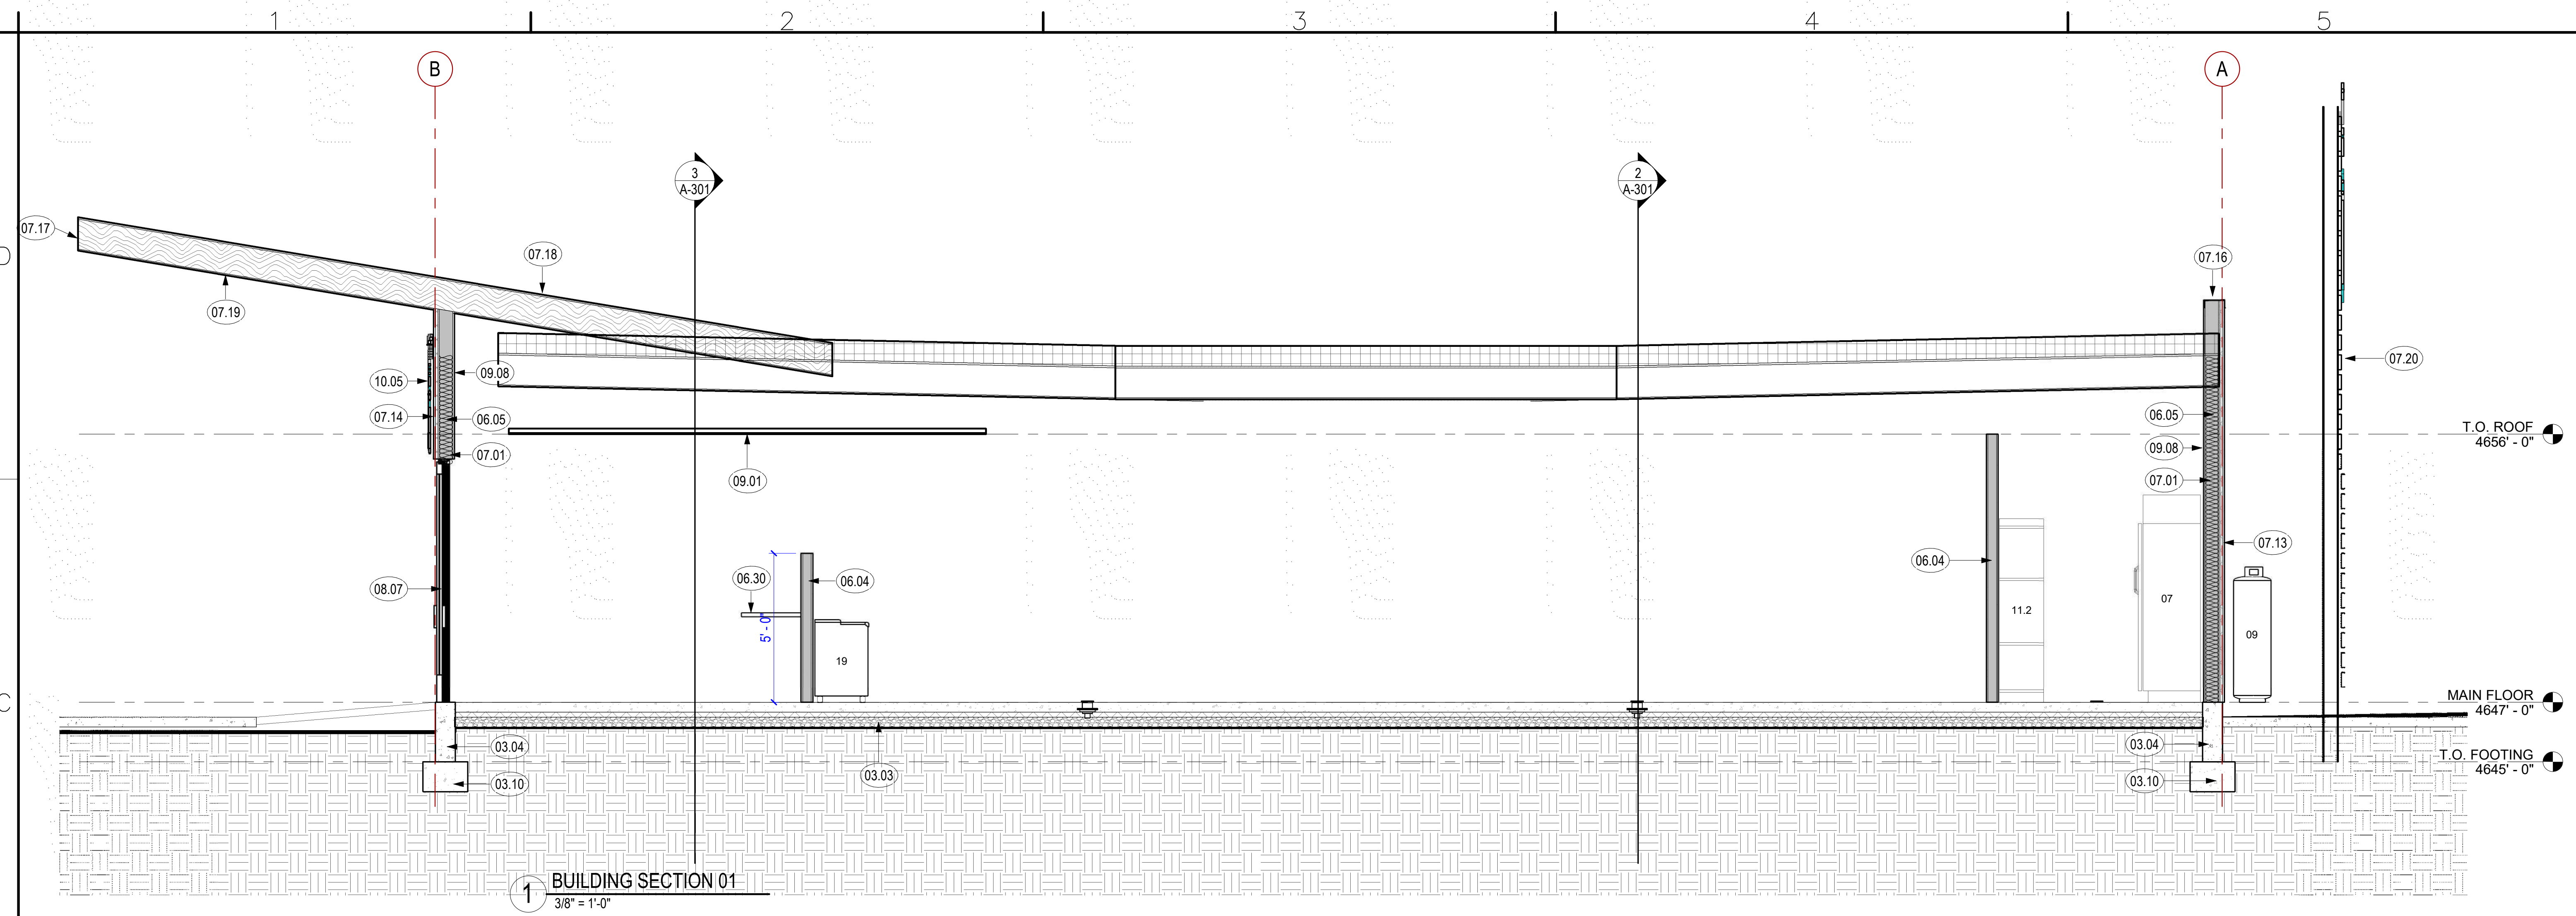 1
2
3
4
5
B
A
3
A-301
2
A-301
07.17
D
07.18
07.16
07.19
07.20
10.05
09.08
07.14
06.05
06.05
T.O. ROOF
4656' - 0"
09.08
07.01
07.01
09.01
07.13
06.30
06.04
06.04
08.07
5' - 0"
07
11.2
09
19
C
MAIN FLOOR
4647' - 0"
03.04
03.04
T.O. FOOTING
4645' - 0"
03.03
03.10
03.10
1
BUILDING SECTION 01
3/8" = 1'-0"